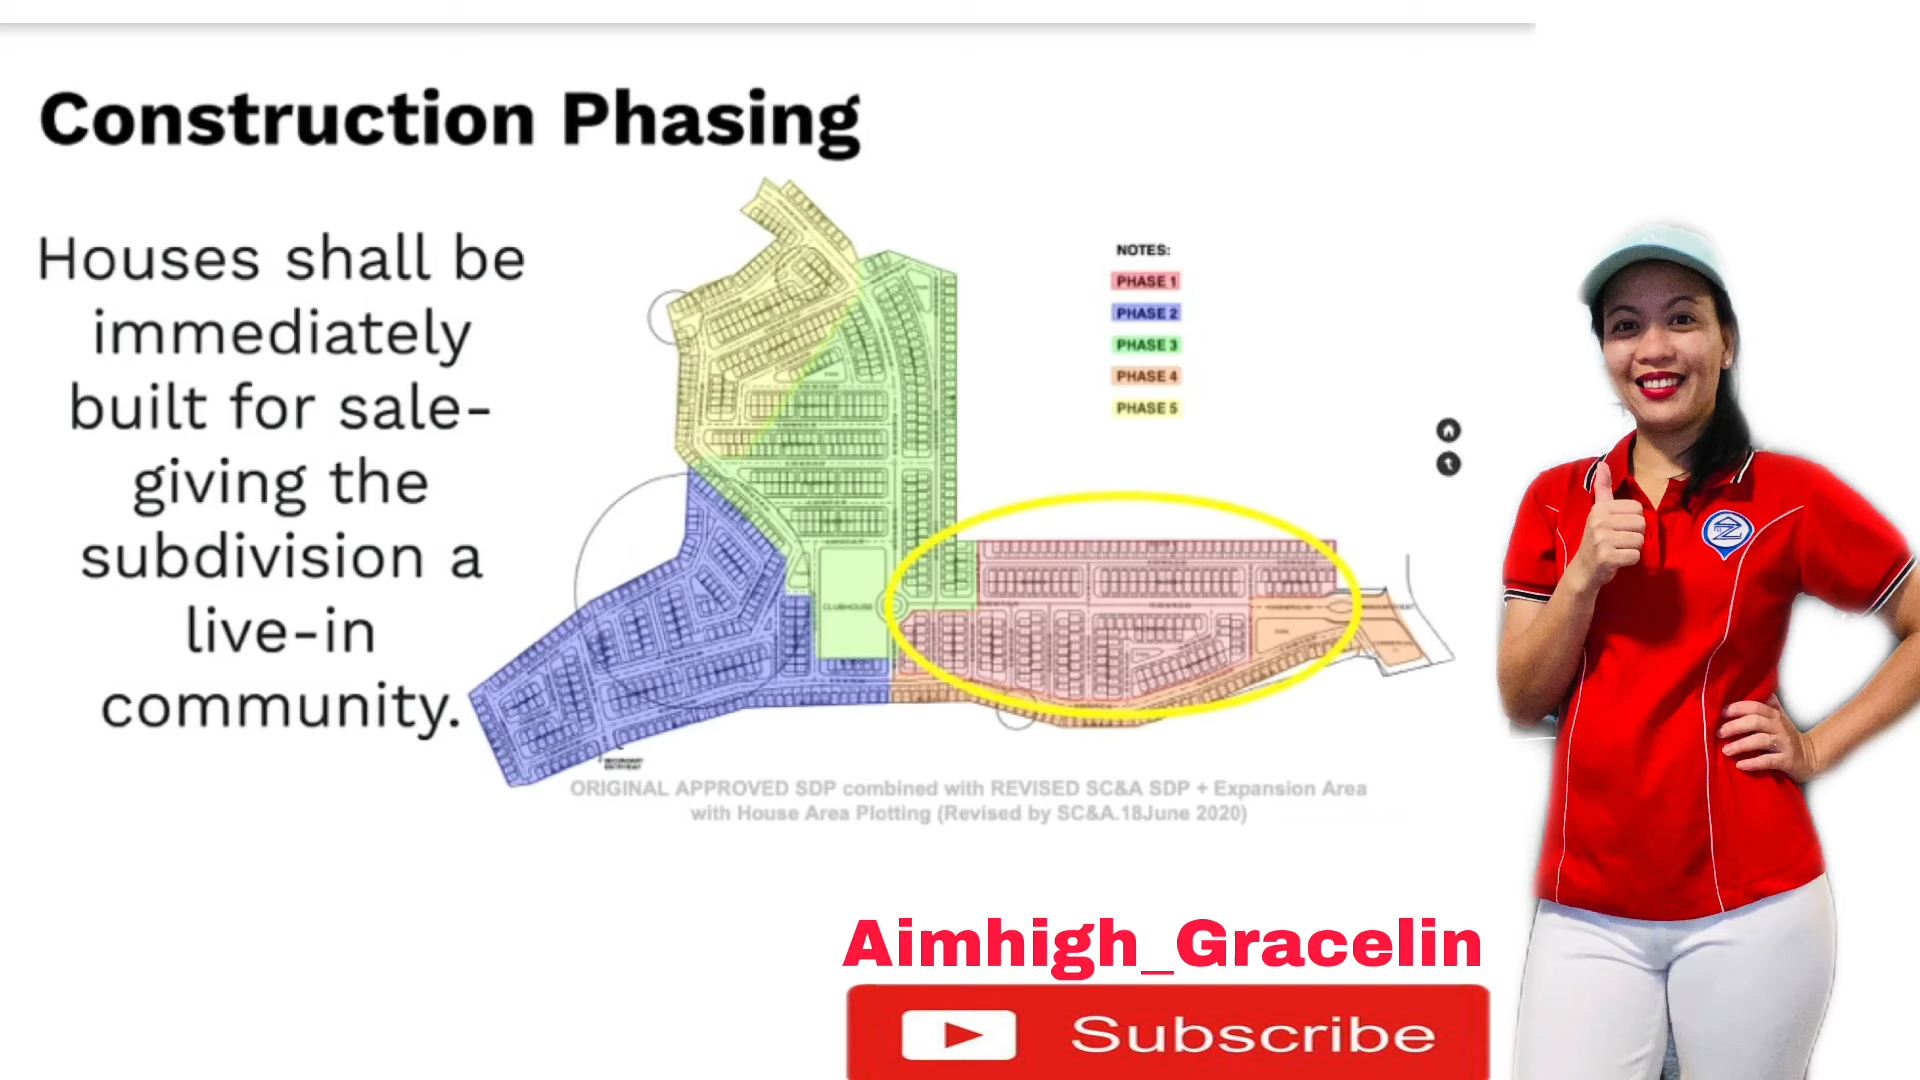 Construction Phasing
Houses shall be
immediately
built for sale-
giving the
subdivision a
live-in
community.
NOTES:
PHASE 1
PHASE 2
PHASE 3
PHASE 4
PHASE 5
CLUBHOUSE
SECONDARY
ENTRYWAY
ORIGINAL APPROVED SDP combined with REVISED SC&A SDP + Expansion Area
with House Area Plotting (Revised by SC&A.18June 2020)
Aimhigh_Gracelin
Subscribe